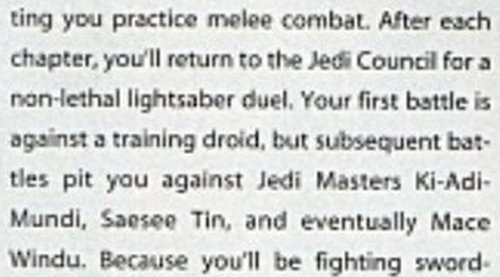 ting you practice melee combat. After each
chapter, you'll return to the Jedi Council for a
non-lethal lightsaber duel. Your first battle is
against a training droid, but subsequent bat-
tles pit you against Jedi Masters Ki-Adi-
Mundi, Saesee Tin, and eventually Mace
Windu. Because you'll be fighting sword-